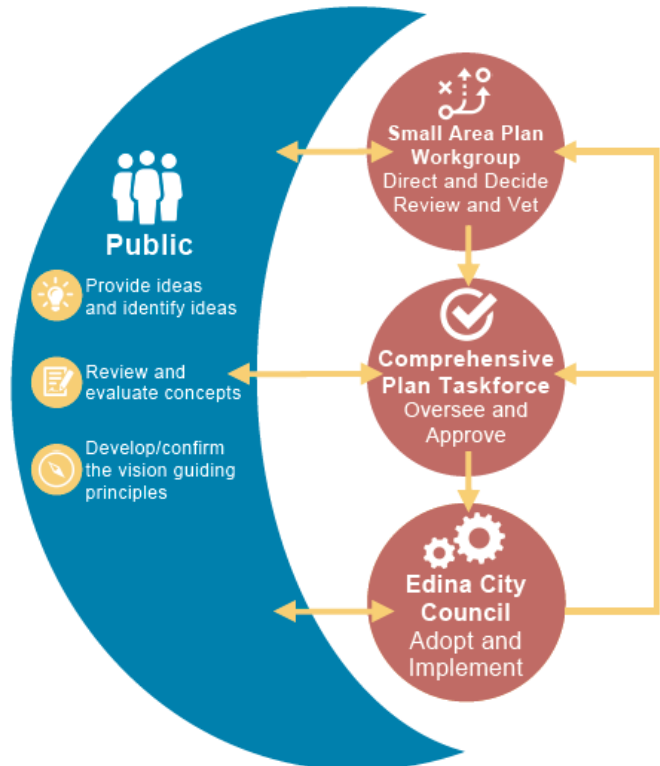 Public
Provide ideas
and identify ideas
Review and
evaluate concepts
Develop/confirm
the vision guiding
principles
Small Area Plan
Workgroup
Direct and Decide
Review and Vet
Comprehensive
Plan Taskforce
Oversee and
Approve
Edina City
Council
Adopt and
Implement